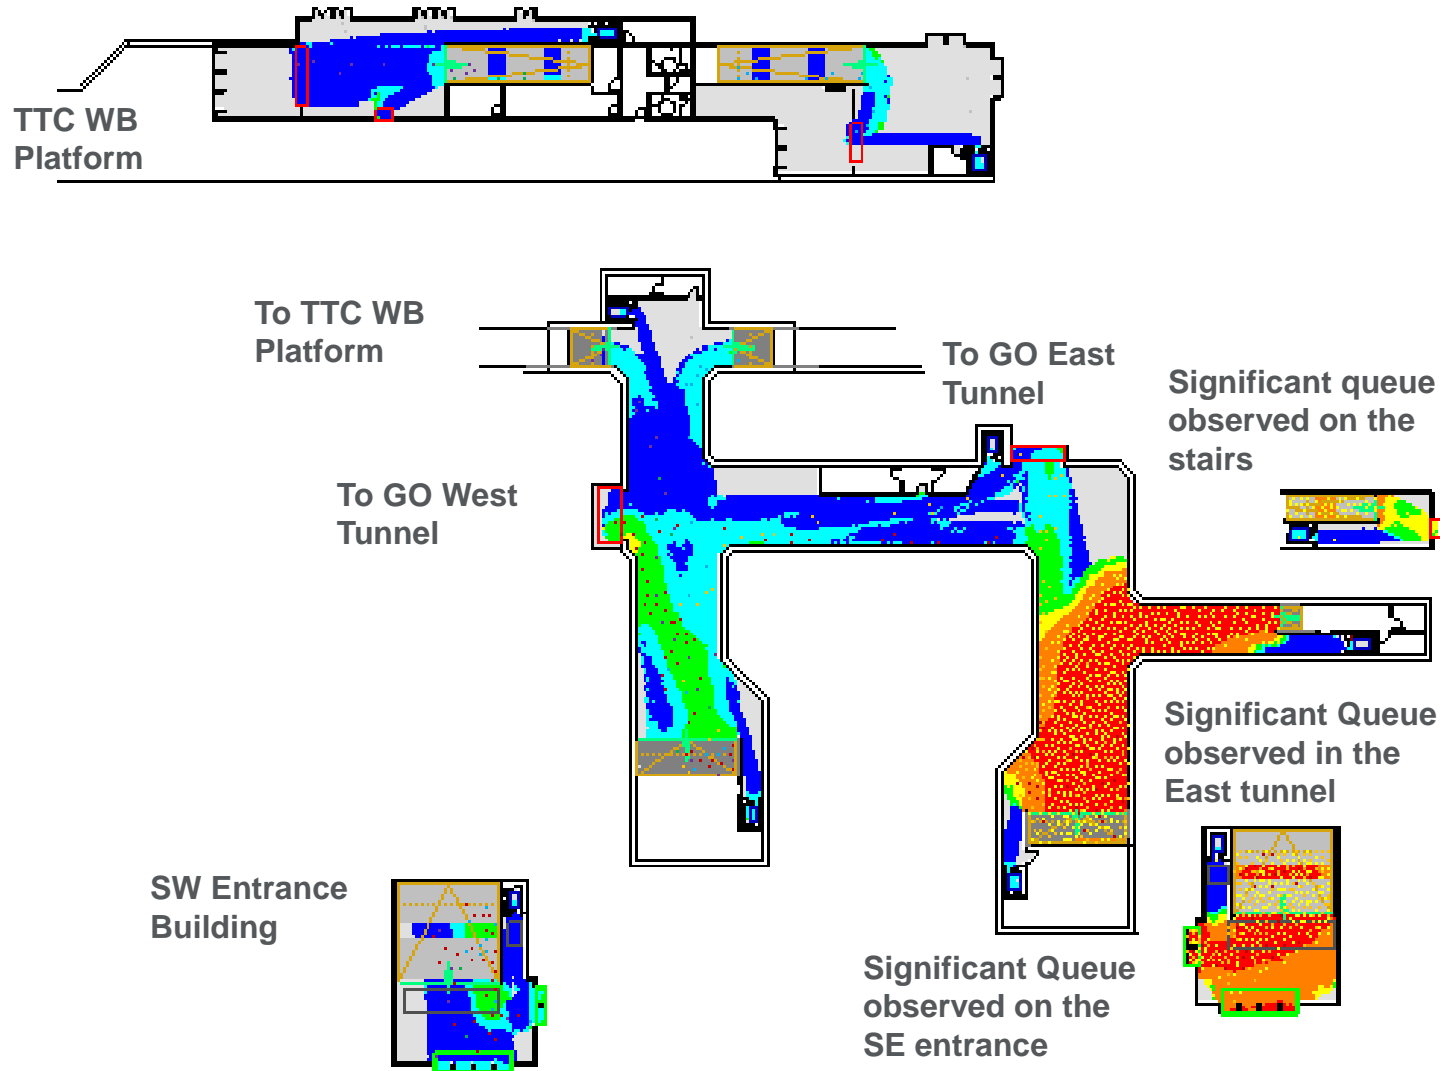 TTC WB
Platform
To TTC WB
Platform
To GO East
Tunnel
Significant queue
observed on the
stairs
To GO West
Tunnel
Significant Queue
observed in the
East tunnel
SW Entrance
Building
Significant Queue
observed on the
SE entrance